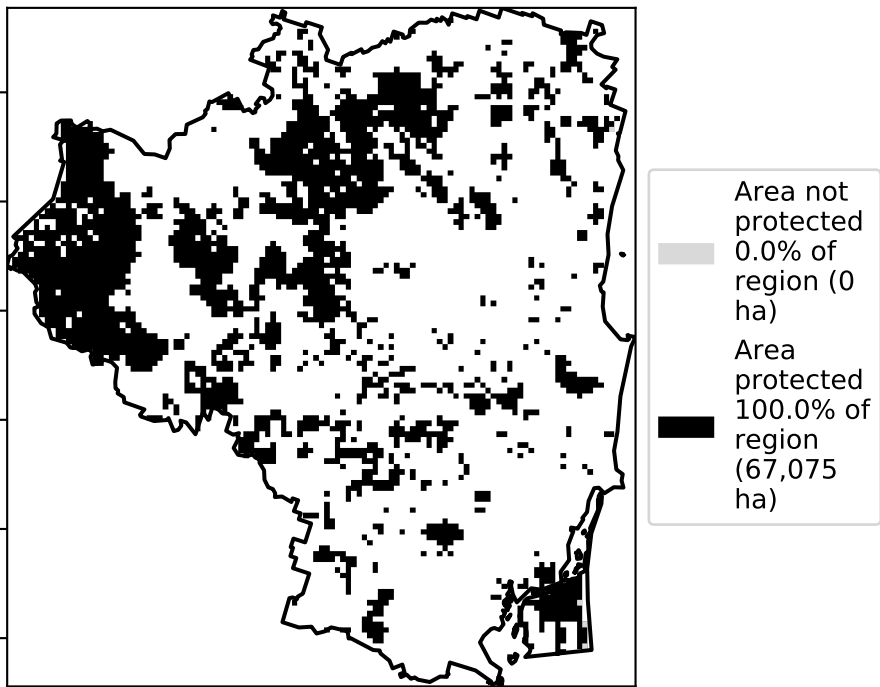 Area not
protected
0.0% of
region (0
ha)
Area
protected
100.0% of
region
(67,075
ha)